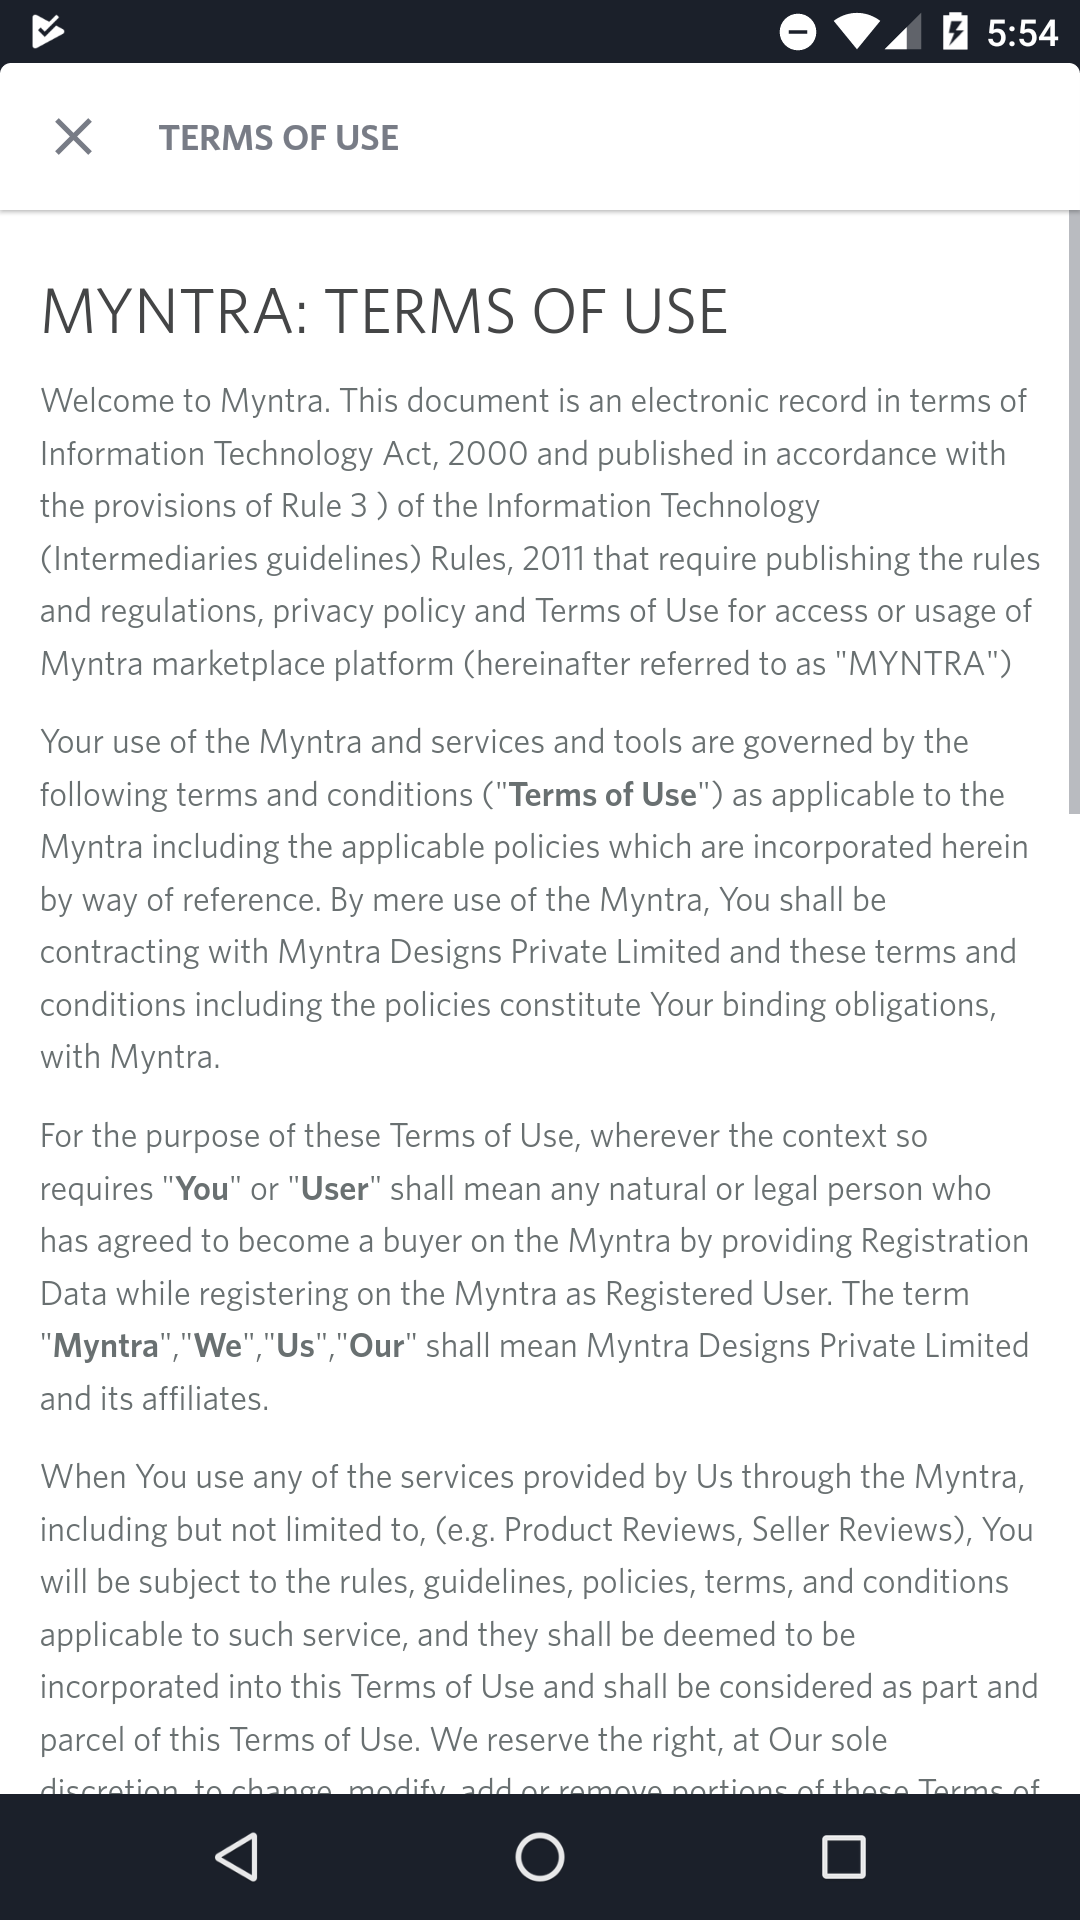 5:54
TERMS OF USE
MYNTRA: TERMS OF USE
Welcome to Myntra. This document is an electronic record in terms of
Information Technology Act, 2000 and published in accordance with
the provisions of Rule 3 ) of the Information Technology
(Intermediaries guidelines) Rules, 2011 that require publishing the rules
and regulations, privacy policy and Terms of Use for access or usage of
Myntra marketplace platform (hereinafter referred to as "MYNTRA")
Your use of the Myntra and services and tools are governed by the
following terms and conditions ("Terms of Use") as applicable to the
Myntra including the applicable policies which are incorporated herein
by way of reference. By mere use of the Myntra, You shall be
contracting with Myntra Designs Private Limited and these terms and
conditions including the policies constitute Your binding obligations,
with Myntra.
For the purpose of these Terms of Use, wherever the context so
requires "You" or "User" shall mean any natural or legal person who
has agreed to become a buyer on the Myntra by providing Registration
Data while registering on the Myntra as Registered User. The term
"Myntra","We","Us","Our" shall mean Myntra Designs Private Limited
and its affiliates.
When You use any of the services provided by Us through the Myntra,
including but not limited to, (e.g. Product Reviews, Seller Reviews), You
will be subject to the rules, guidelines, policies, terms, and conditions
applicable to such service, and they shall be deemed to be
incorporated into this Terms of Use and shall be considered as part and
parcel of this Terms of Use. We reserve the right, at Our sole
discretion, to change, modify, add or remove portions of these Terms of